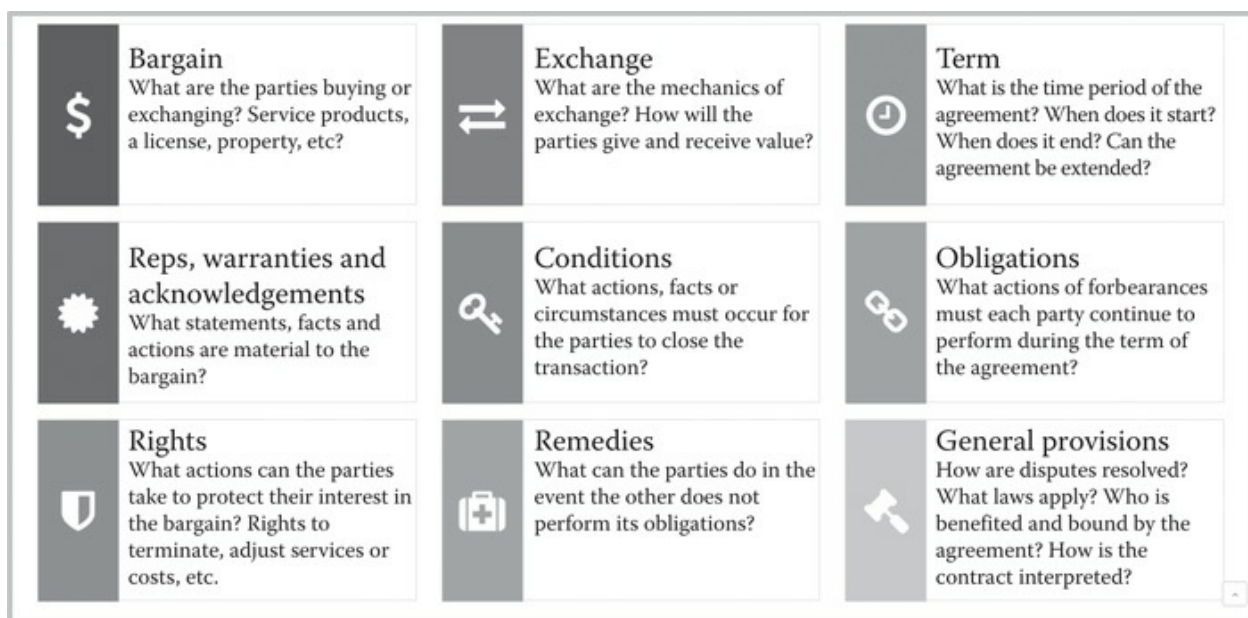 Bargain
What are the parties buying or
exchanging? Service products,
a license, property, etc?
Exchange
What are the mechanics of
exchange? How will the
parties give and receive value?
Term
What is the time period of the
agreement? When does it start?
When does it end? Can the
agreement be extended?
Reps, warranties and
acknowledgements
What statements, facts and
actions are material to the
bargain?
Conditions
What actions, facts or
circumstances must occur for
the parties to close the
transaction?
Obligations
What actions of forbearances
must each party continue to
perform during the term of
the agreement?
Rights
What actions can the parties
take to protect their interest in
the bargain? Rights to
terminate, adjust services or
costs, etc.
Remedies
What can the parties do in the
event the other does not
perform its obligations?
General provisions
How are disputes resolved?
What laws apply? Who is
benefited and bound by the
agreement? How is the
contract interpreted?